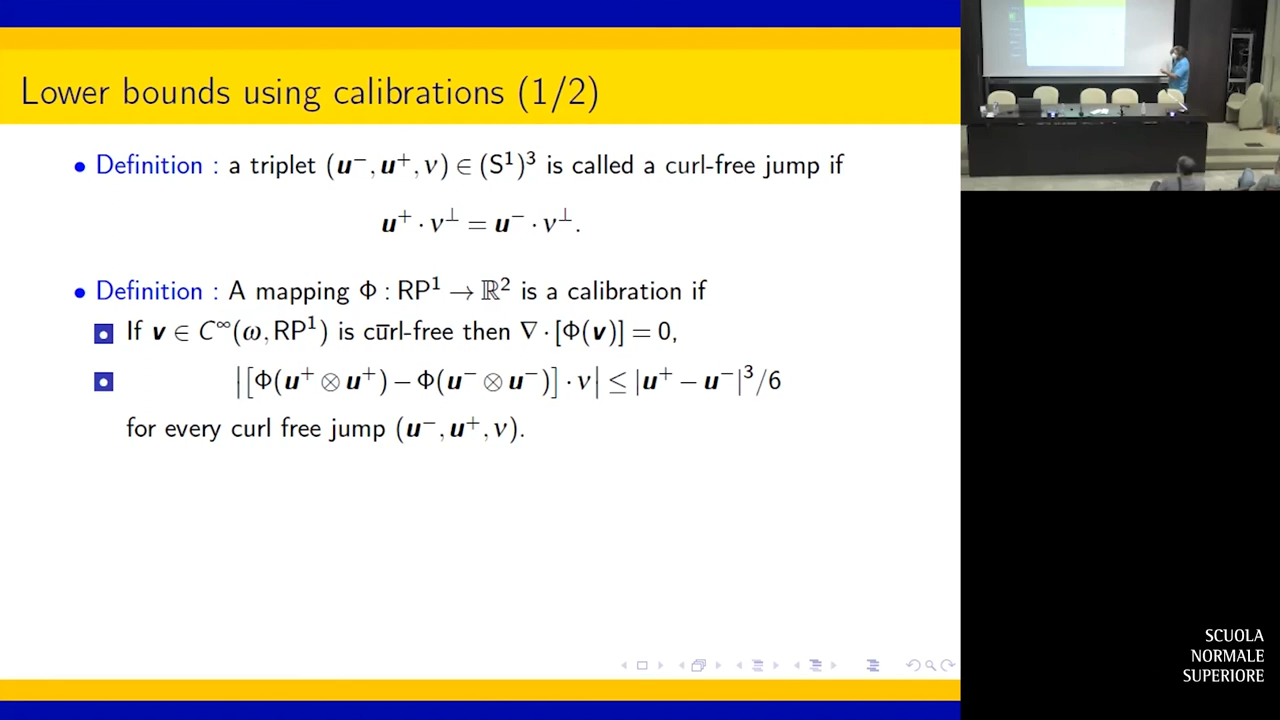 Lower bounds using calibrations (1/2)
• Definition : a triplet (u⁻, u⁺, ν) ∈ (S¹)³ is called a curl-free jump if
u⁺ · ν^⊥ = u⁻ · ν^⊥.
• Definition : A mapping Φ : RP¹ → ℝ² is a calibration if
If v ∈ C^∞(ω, RP¹) is cūrl-free then ∇ · [Φ(v)] = 0,
|[Φ(u⁺ ⊗ u⁺) − Φ(u⁻ ⊗ u⁻)] · ν| ≤ |u⁺ − u⁻|³/6
for every curl free jump (u⁻, u⁺, ν).
SCUOLA
NORMALE
SUPERIORE